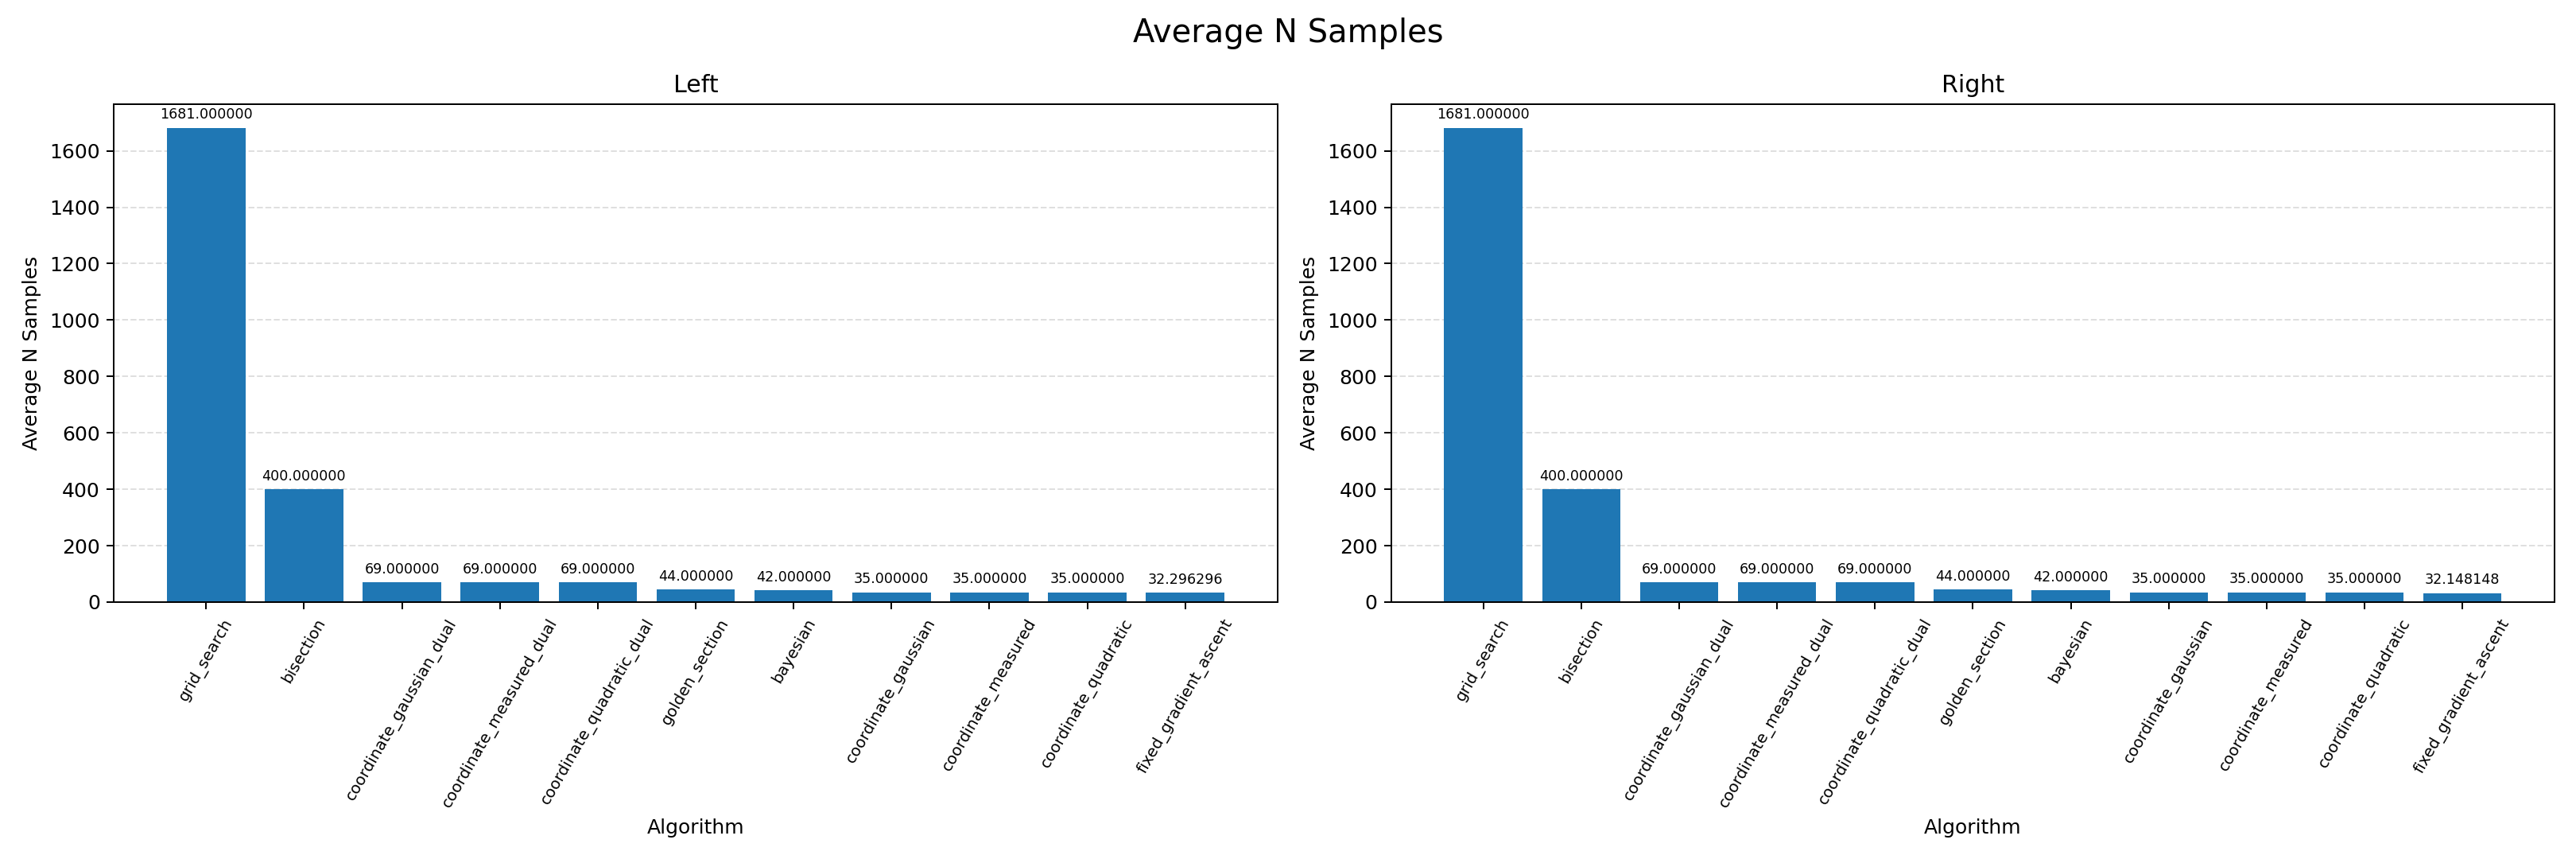 Average N Samples
Left
Average N Samples
1600
1400
1200
1000
800
600
400
200
0
1681.000000
400.000000
69.000000
69.000000
69.000000
44.000000
42.000000
35.000000
35.000000
35.000000
32.296296
grid_search
bisection
coordinate_gaussian_dual
coordinate_measured_dual
coordinate_quadratic_dual
golden_section
bayesian
coordinate_gaussian
coordinate_measured
coordinate_quadratic
fixed_gradient_ascent
Algorithm
Right
Average N Samples
1600
1400
1200
1000
800
600
400
200
0
1681.000000
400.000000
69.000000
69.000000
69.000000
44.000000
42.000000
35.000000
35.000000
35.000000
32.148148
grid_search
bisection
coordinate_gaussian_dual
coordinate_measured_dual
coordinate_quadratic_dual
golden_section
bayesian
coordinate_gaussian
coordinate_measured
coordinate_quadratic
fixed_gradient_ascent
Algorithm